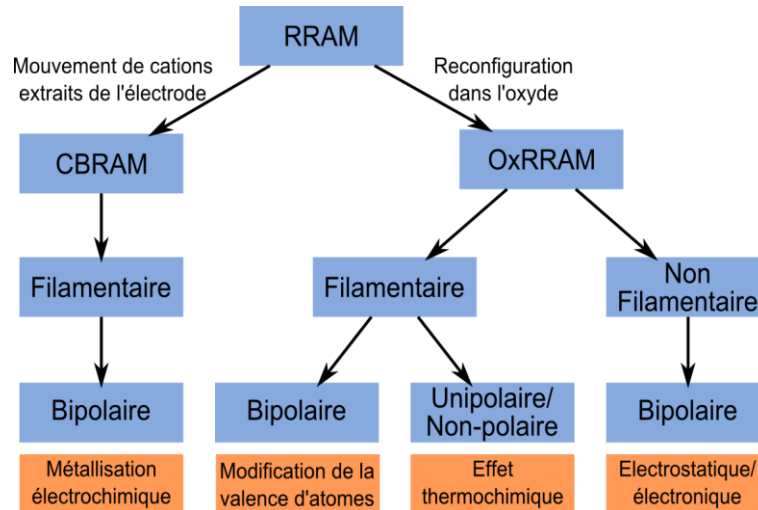 RRAM
Mouvement de cations
extraits de l'électrode
Reconfiguration
dans l'oxyde
CBRAM
OxRRAM
Filamentaire
Filamentaire
Non
Filamentaire
Bipolaire
Bipolaire
Unipolaire/
Non-polaire
Bipolaire
Métallisation
électrochimique
Modification de la
valence d'atomes
Effet
thermochimique
Electrostatique/
électronique